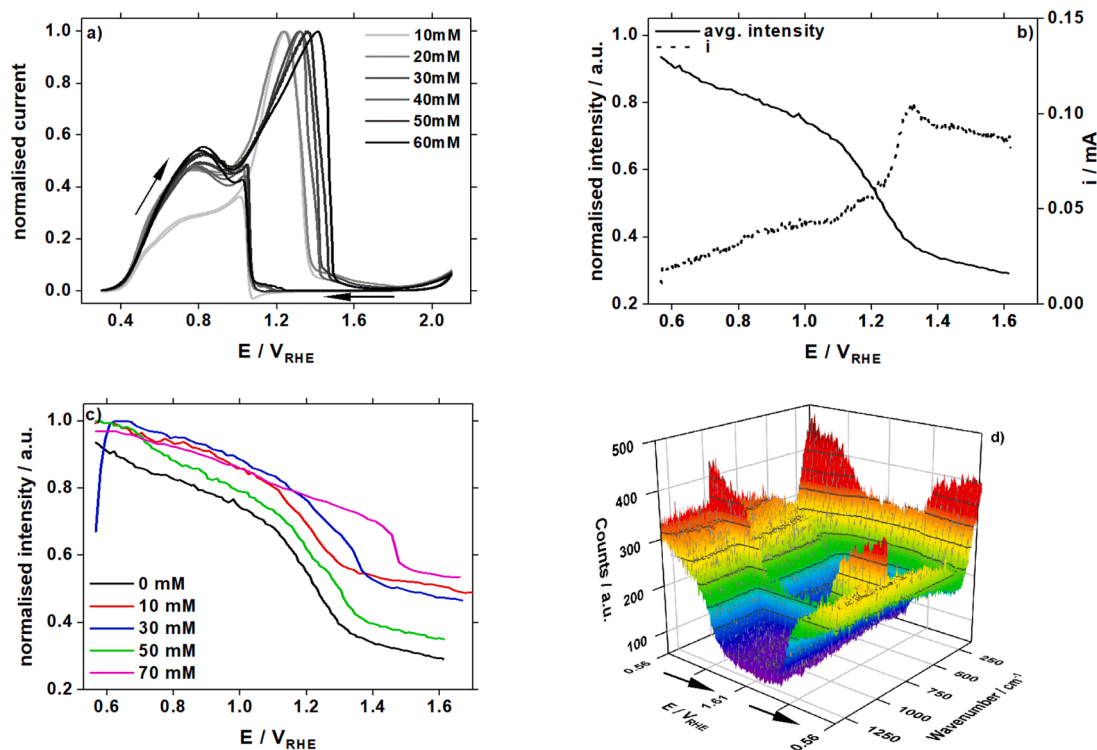 a)
10mM
20mM
30mM
40mM
50mM
60mM
normalised current
1.0
0.8
0.6
0.4
0.2
0.0
0.4 0.8 1.2 1.6 2.0
E / V_RHE
b)
avg. intensity
i
normalised intensity / a.u.
1.0
0.8
0.6
0.4
0.2
0.15
0.10
0.05
0.00
i / mA
0.6 0.8 1.0 1.2 1.4 1.6
E / V_RHE
c)
normalised intensity / a.u.
1.0
0.8
0.6
0.4
0.2
0 mM
10 mM
30 mM
50 mM
70 mM
0.6 0.8 1.0 1.2 1.4 1.6
E / V_RHE
d)
Counts / a.u.
500
400
300
200
100
0.56
1.61
0.56
E / V_RHE
250
500
750
1000
1250
Wavenumber / cm⁻¹